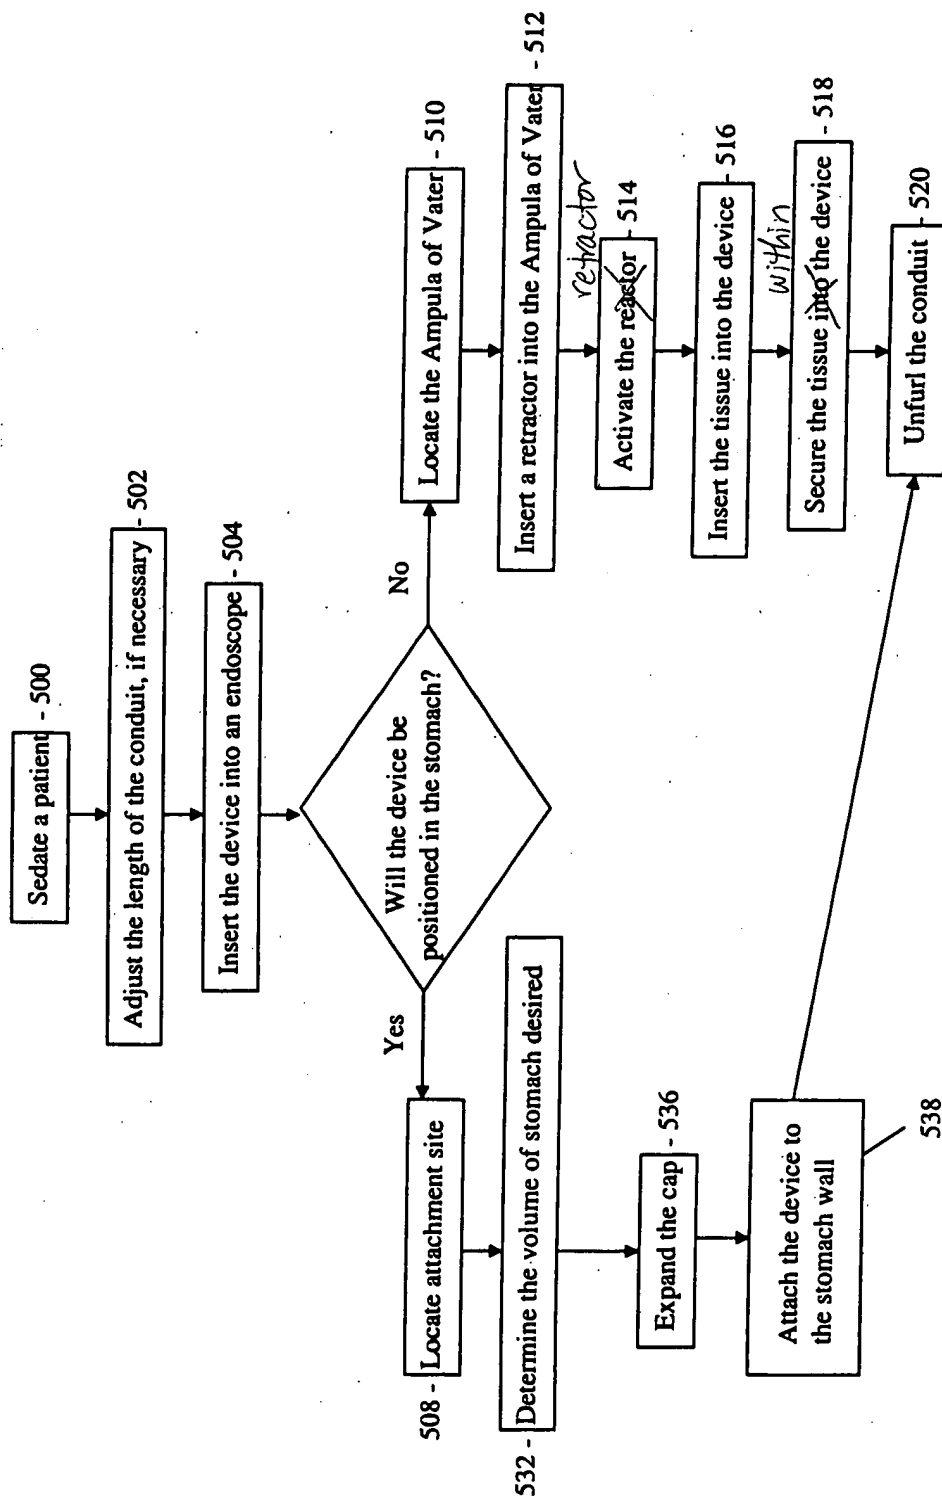 Sedate a patient - 500
Adjust the length of the conduit, if necessary - 502
Insert the device into an endoscope - 504
Will the device be
positioned in the stomach?
Yes
No
508 - Locate attachment site
532 - Determine the volume of stomach desired
Expand the cap - 536
Attach the device to
the stomach wall
538
Locate the Ampula of Vater - 510
Insert a retractor into the Ampula of Vater - 512
retractor
Activate the reactor - 514
Insert the tissue into the device - 516
within
Secure the tissue into the device - 518
Unfurl the conduit - 520